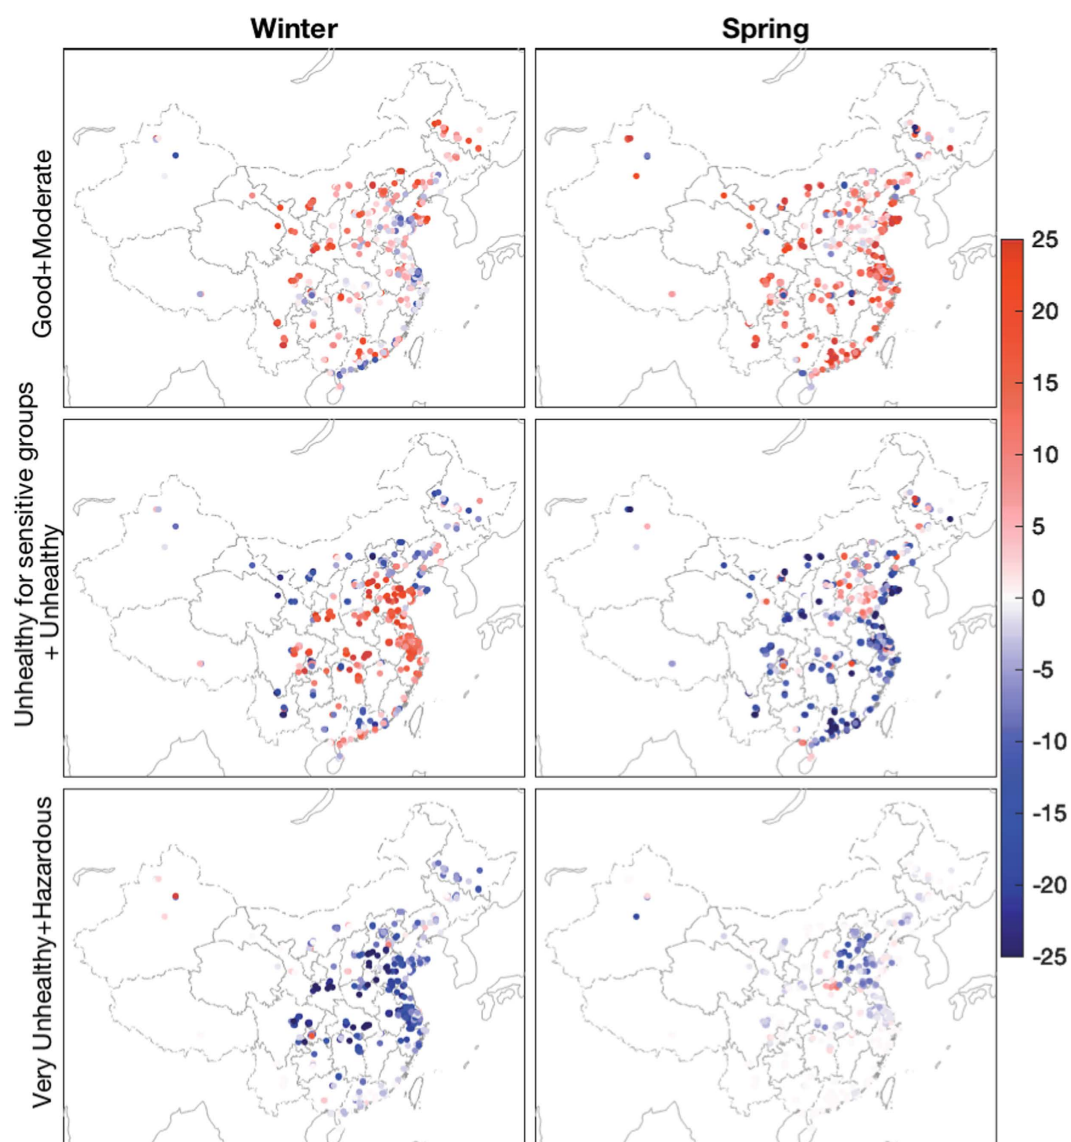 Winter
Spring
Good+Moderate
Unhealthy for sensitive groups
+ Unhealthy
Very Unhealthy+Hazardous
25
20
15
10
5
0
-5
-10
-15
-20
-25